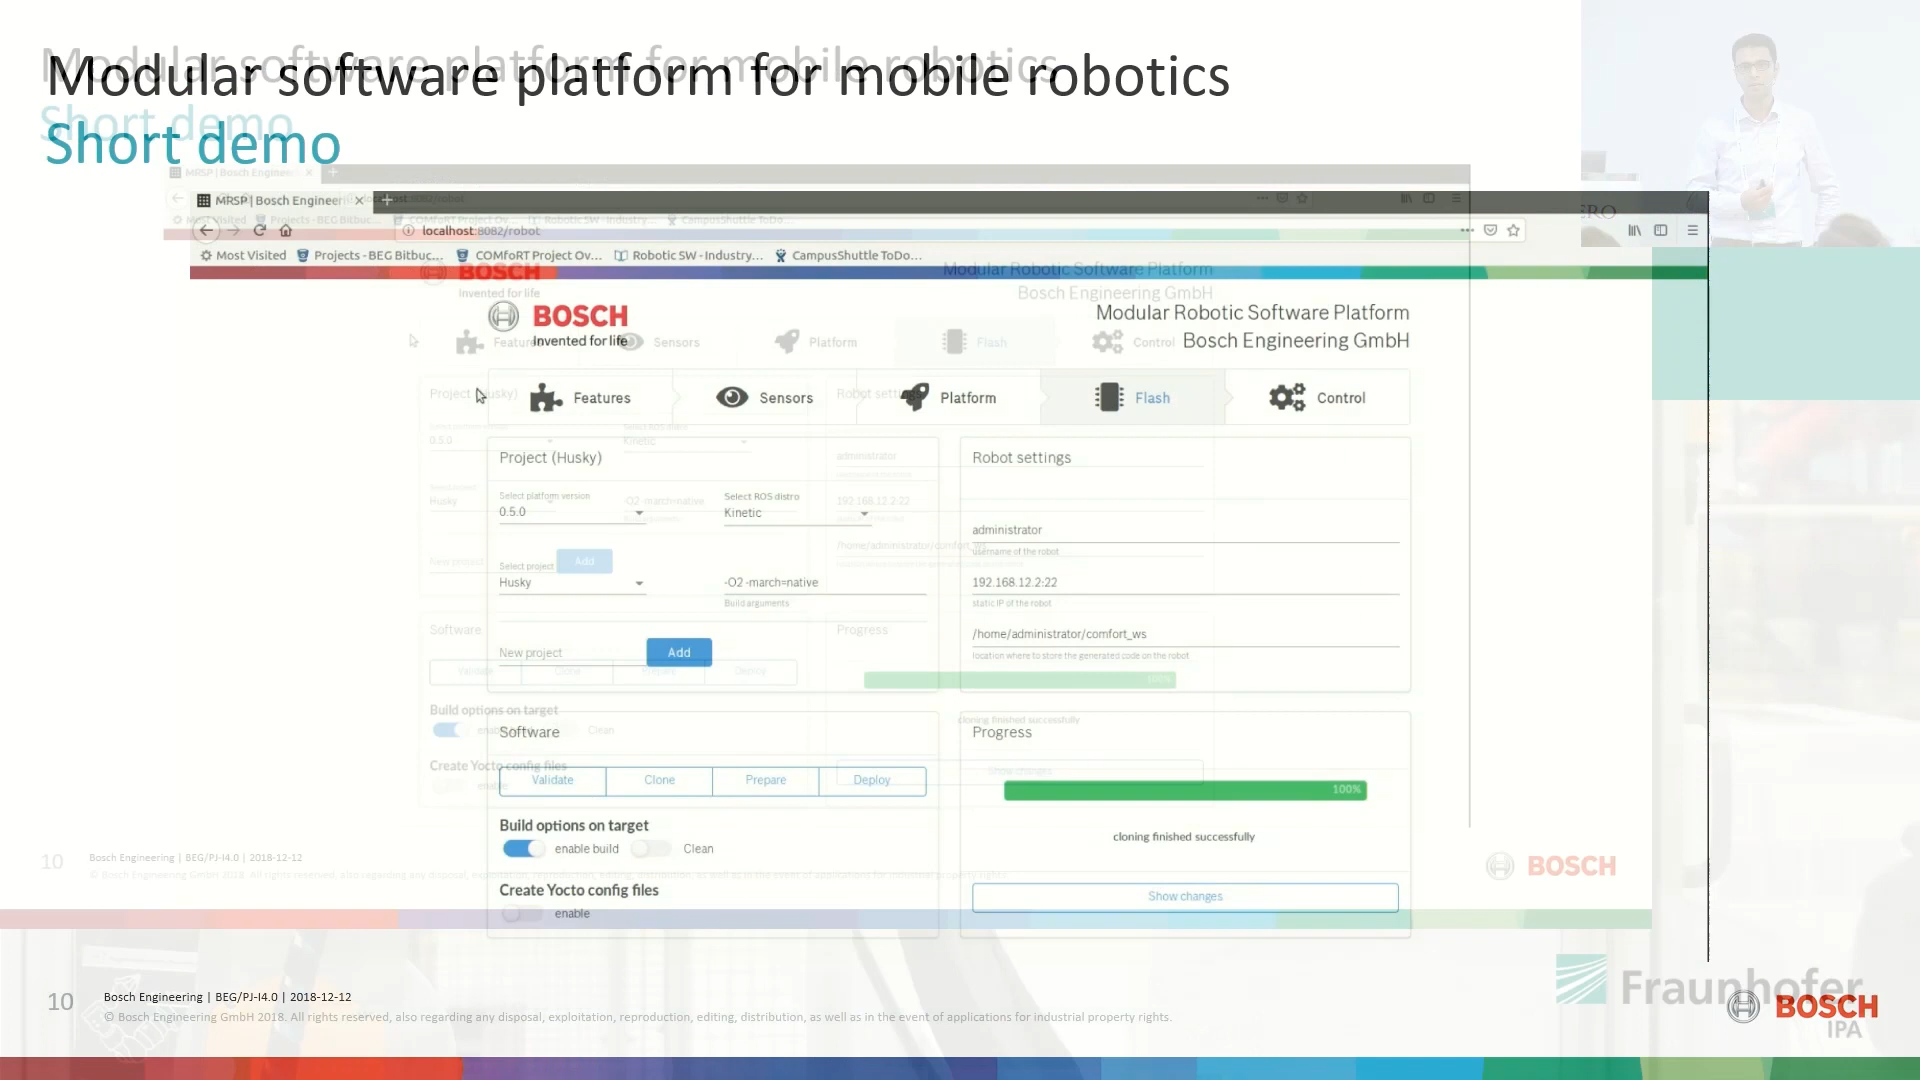 Modular software platform for mobile robotics
Short demo
MRSP | Bosch Engineer
localhost:8082/robot
Most Visited Projects - BEG Bitbuc... COMfoRT Project Ov... Robotic SW - Industry... CampusShuttle ToDo...
BOSCH
Invented for life
Modular Robotic Software Platform
Bosch Engineering GmbH
Features Sensors Platform Flash Control
Project (Husky)
Select platform version
0.5.0
Select ROS distro
Kinetic
Select project
Husky
-O2 -march=native
Build arguments
New project
Add
Robot settings
administrator
username of the robot
192.168.12.2:22
static IP of the robot
/home/administrator/comfort_ws
location where to store the generated code on the robot
Software
Validate Clone Prepare Deploy
Build options on target
enable build Clean
Create Yocto config files
enable
Progress
100%
cloning finished successfully
Show changes
10
Bosch Engineering | BEG/PJ-I4.0 | 2018-12-12
© Bosch Engineering GmbH 2018. All rights reserved, also regarding any disposal, exploitation, reproduction, editing, distribution, as well as in the event of applications for industrial property rights.
Fraunhofer
IPA
BOSCH